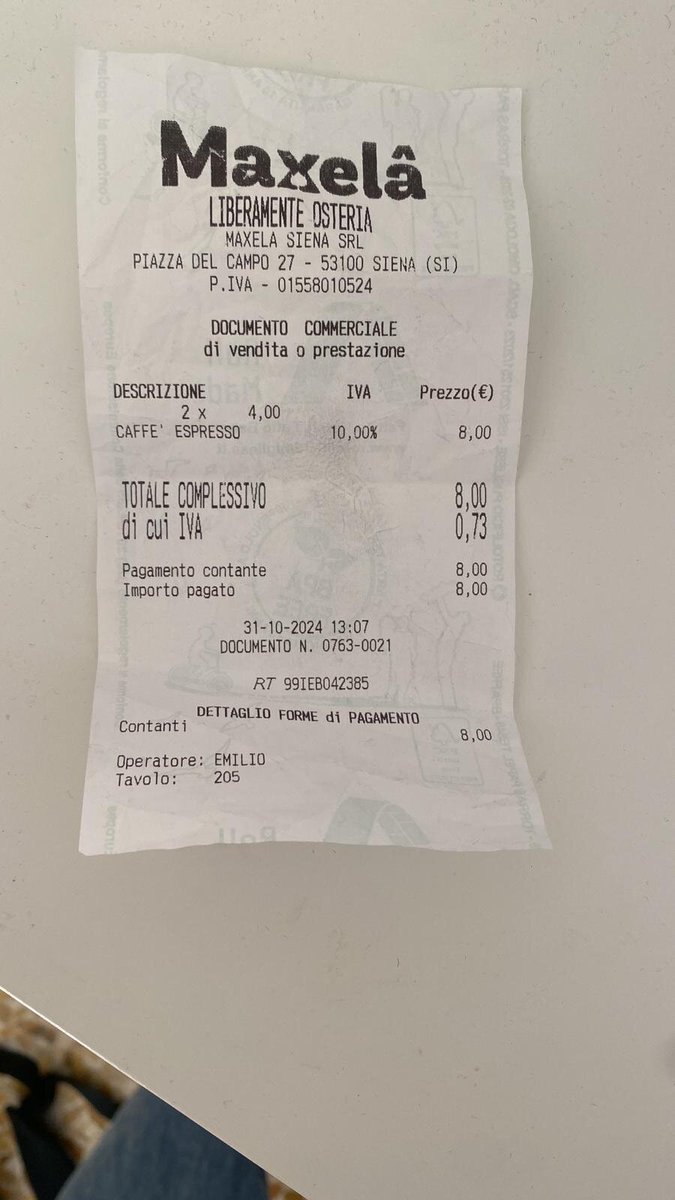 Maxelâ
LIBERAMENTE OSTERIA
MAXELA SIENA SRL
PIAZZA DEL CAMPO 27 - 53100 SIENA (SI)
P.IVA - 01558010524
DOCUMENTO COMMERCIALE
di vendita o prestazione
DESCRIZIONE IVA Prezzo(€)
2 x 4,00
CAFFE' ESPRESSO 10,00% 8,00
TOTALE COMPLESSIVO 8,00
di cui IVA 0,73
Pagamento contante 8,00
Importo pagato 8,00
31-10-2024 13:07
DOCUMENTO N. 0763-0021
RT 99IEB042385
DETTAGLIO FORME di PAGAMENTO
Contanti 8,00
Operatore: EMILIO
Tavolo: 205